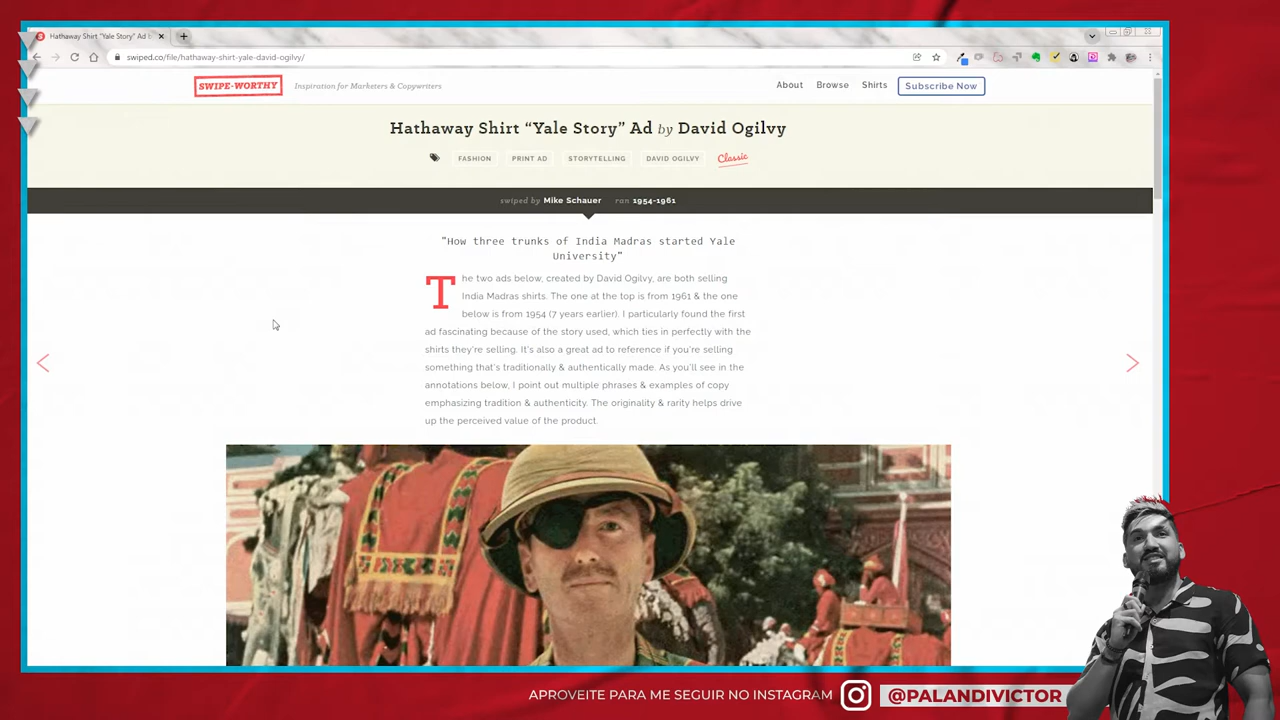 Hathaway Shirt “Yale Story” Ad b
swiped.co/file/hathaway-shirt-yale-david-ogilvy/
SWIPE-WORTHY
Inspiration for Marketers & Copywriters
About
Browse
Shirts
Subscribe Now
Hathaway Shirt “Yale Story” Ad by David Ogilvy
FASHION
PRINT AD
STORYTELLING
DAVID OGILVY
Classic
swiped by Mike Schauer ran 1954-1961
"How three trunks of India Madras started Yale
University”
The two ads below, created by David Ogilvy, are both selling
India Madras shirts. The one at the top is from 1961 & the one
below is from 1954 (7 years earlier). I particularly found the first
ad fascinating because of the story used, which ties in perfectly with the
shirts they're selling. It's also a great ad to reference if you're selling
something that's traditionally & authentically made. As you'll see in the
annotations below, I point out multiple phrases & examples of copy
emphasizing tradition & authenticity. The originality & rarity helps drive
up the perceived value of the product.
APROVEITE PARA ME SEGUIR NO INSTAGRAM
@PALANDIVICTOR